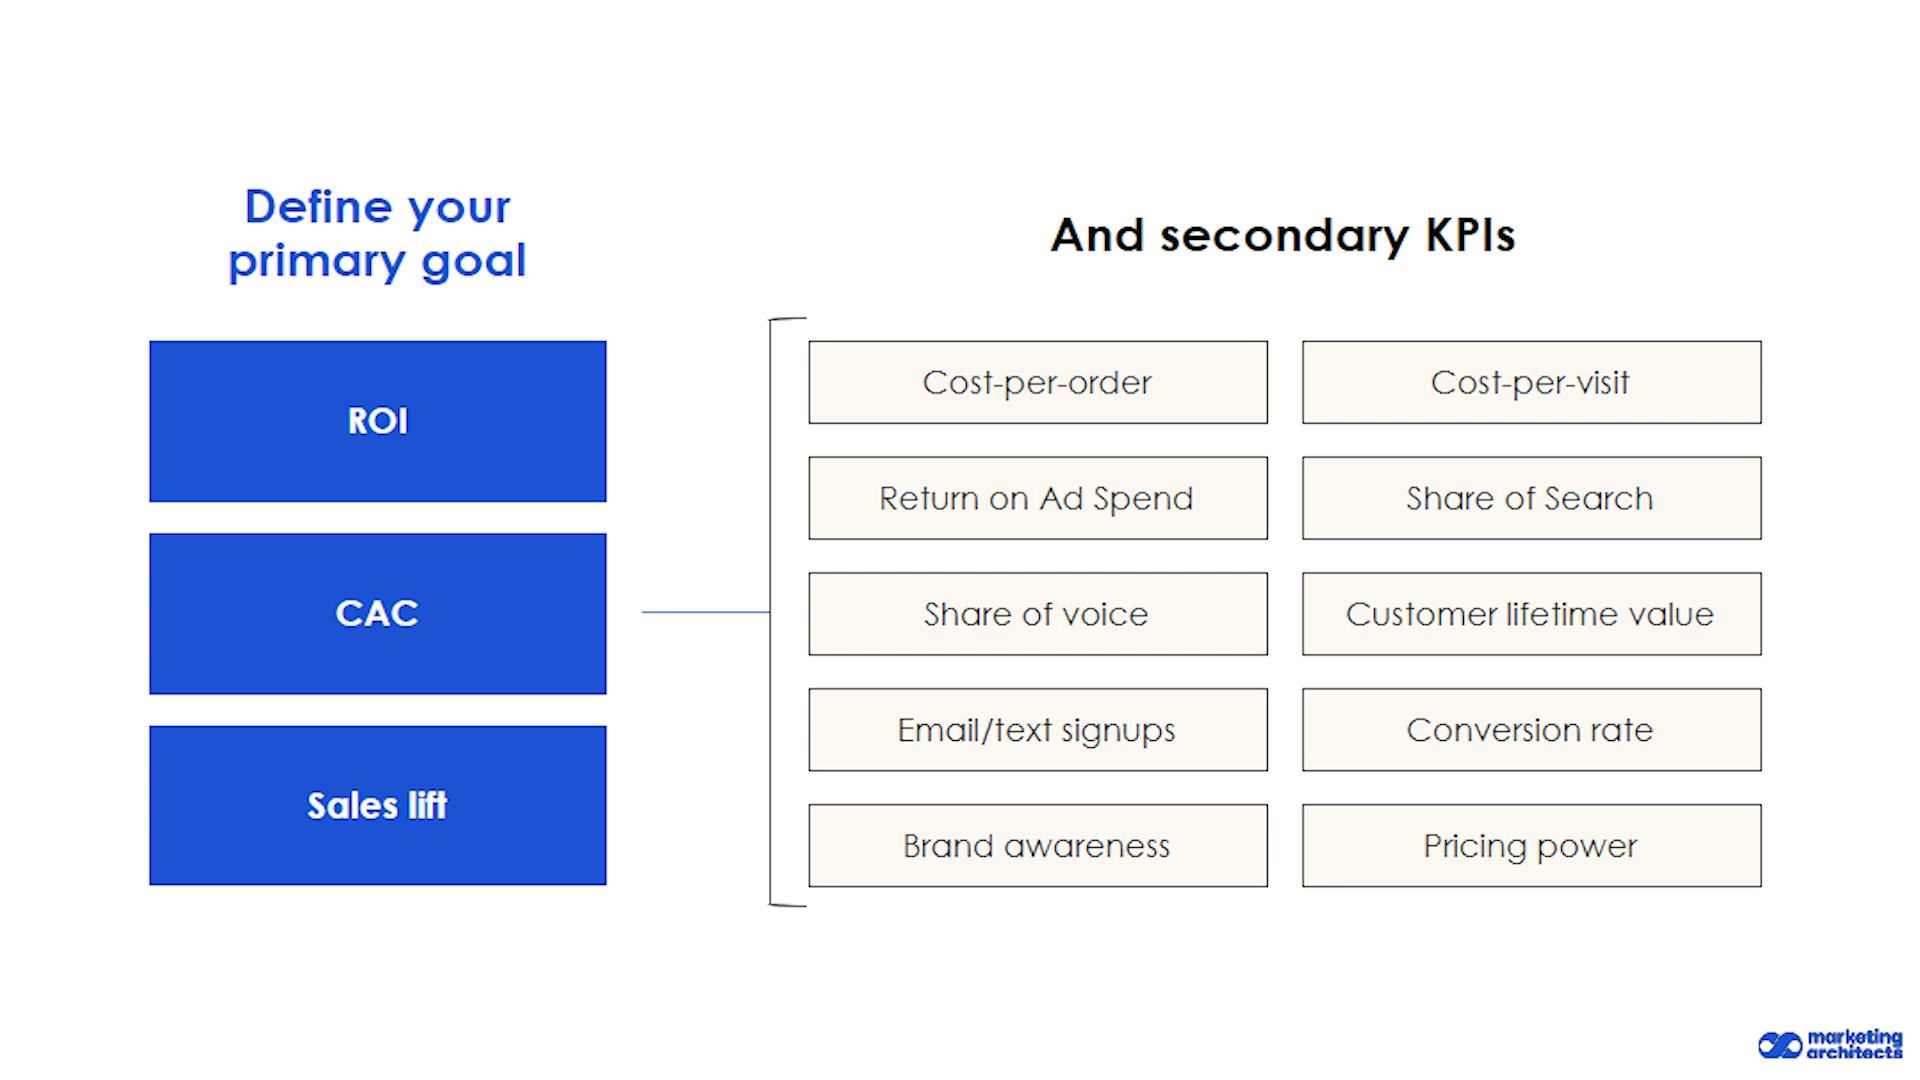 Define your
primary goal
And secondary KPIs
ROI
CAC
Sales lift
Cost-per-order
Cost-per-visit
Return on Ad Spend
Share of Search
Share of voice
Customer lifetime value
Email/text signups
Conversion rate
Brand awareness
Pricing power
marketing
architects